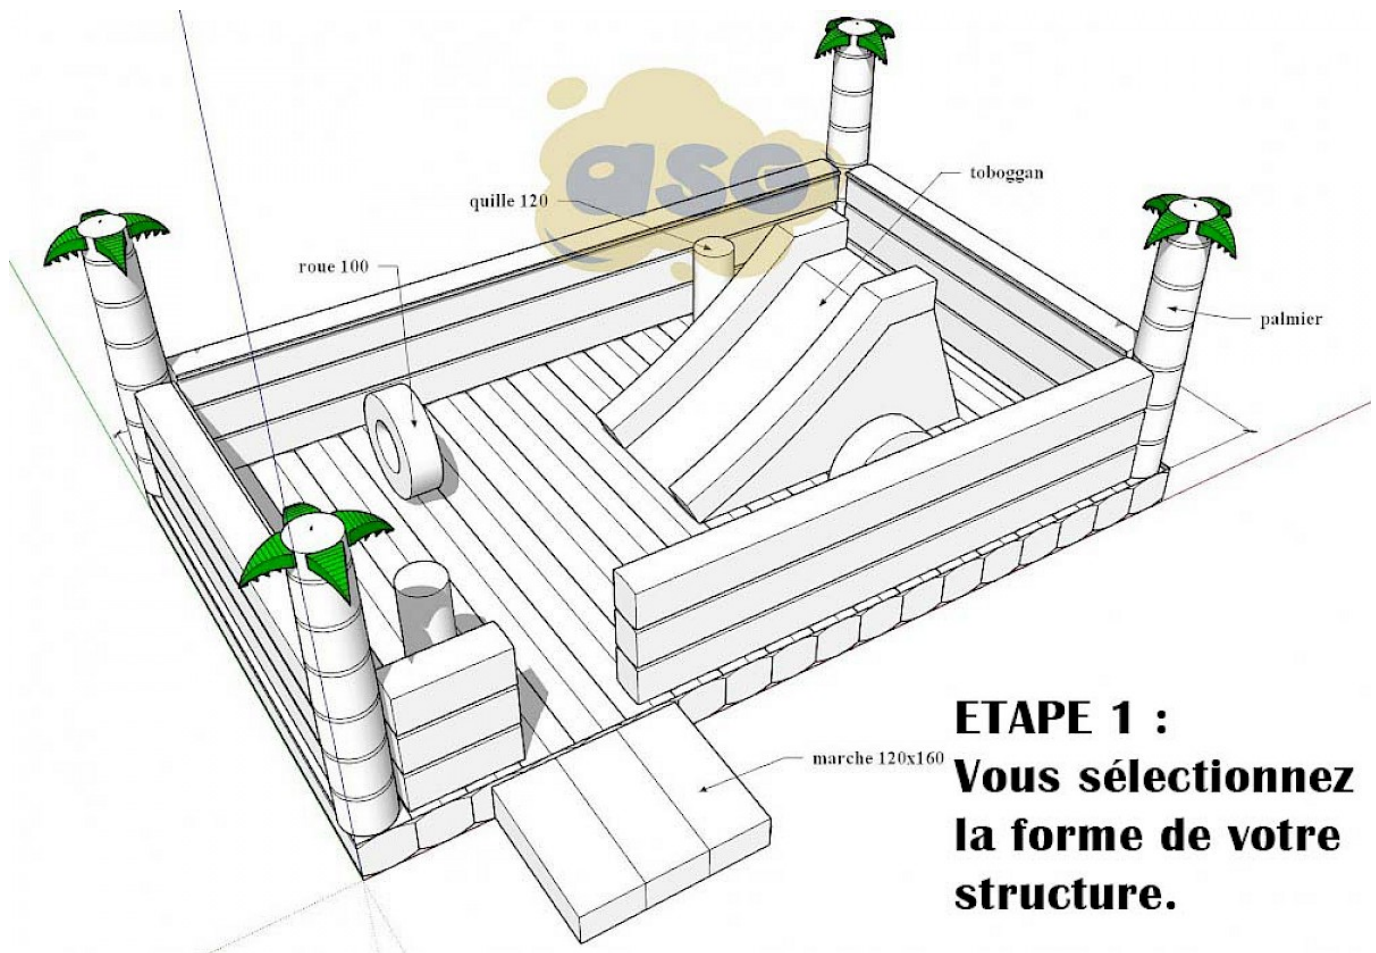 aso
toboggan
quille 120
roue 100
palmier
marche 120x160
ETAPE 1 :
Vous sélectionnez
la forme de votre
structure.